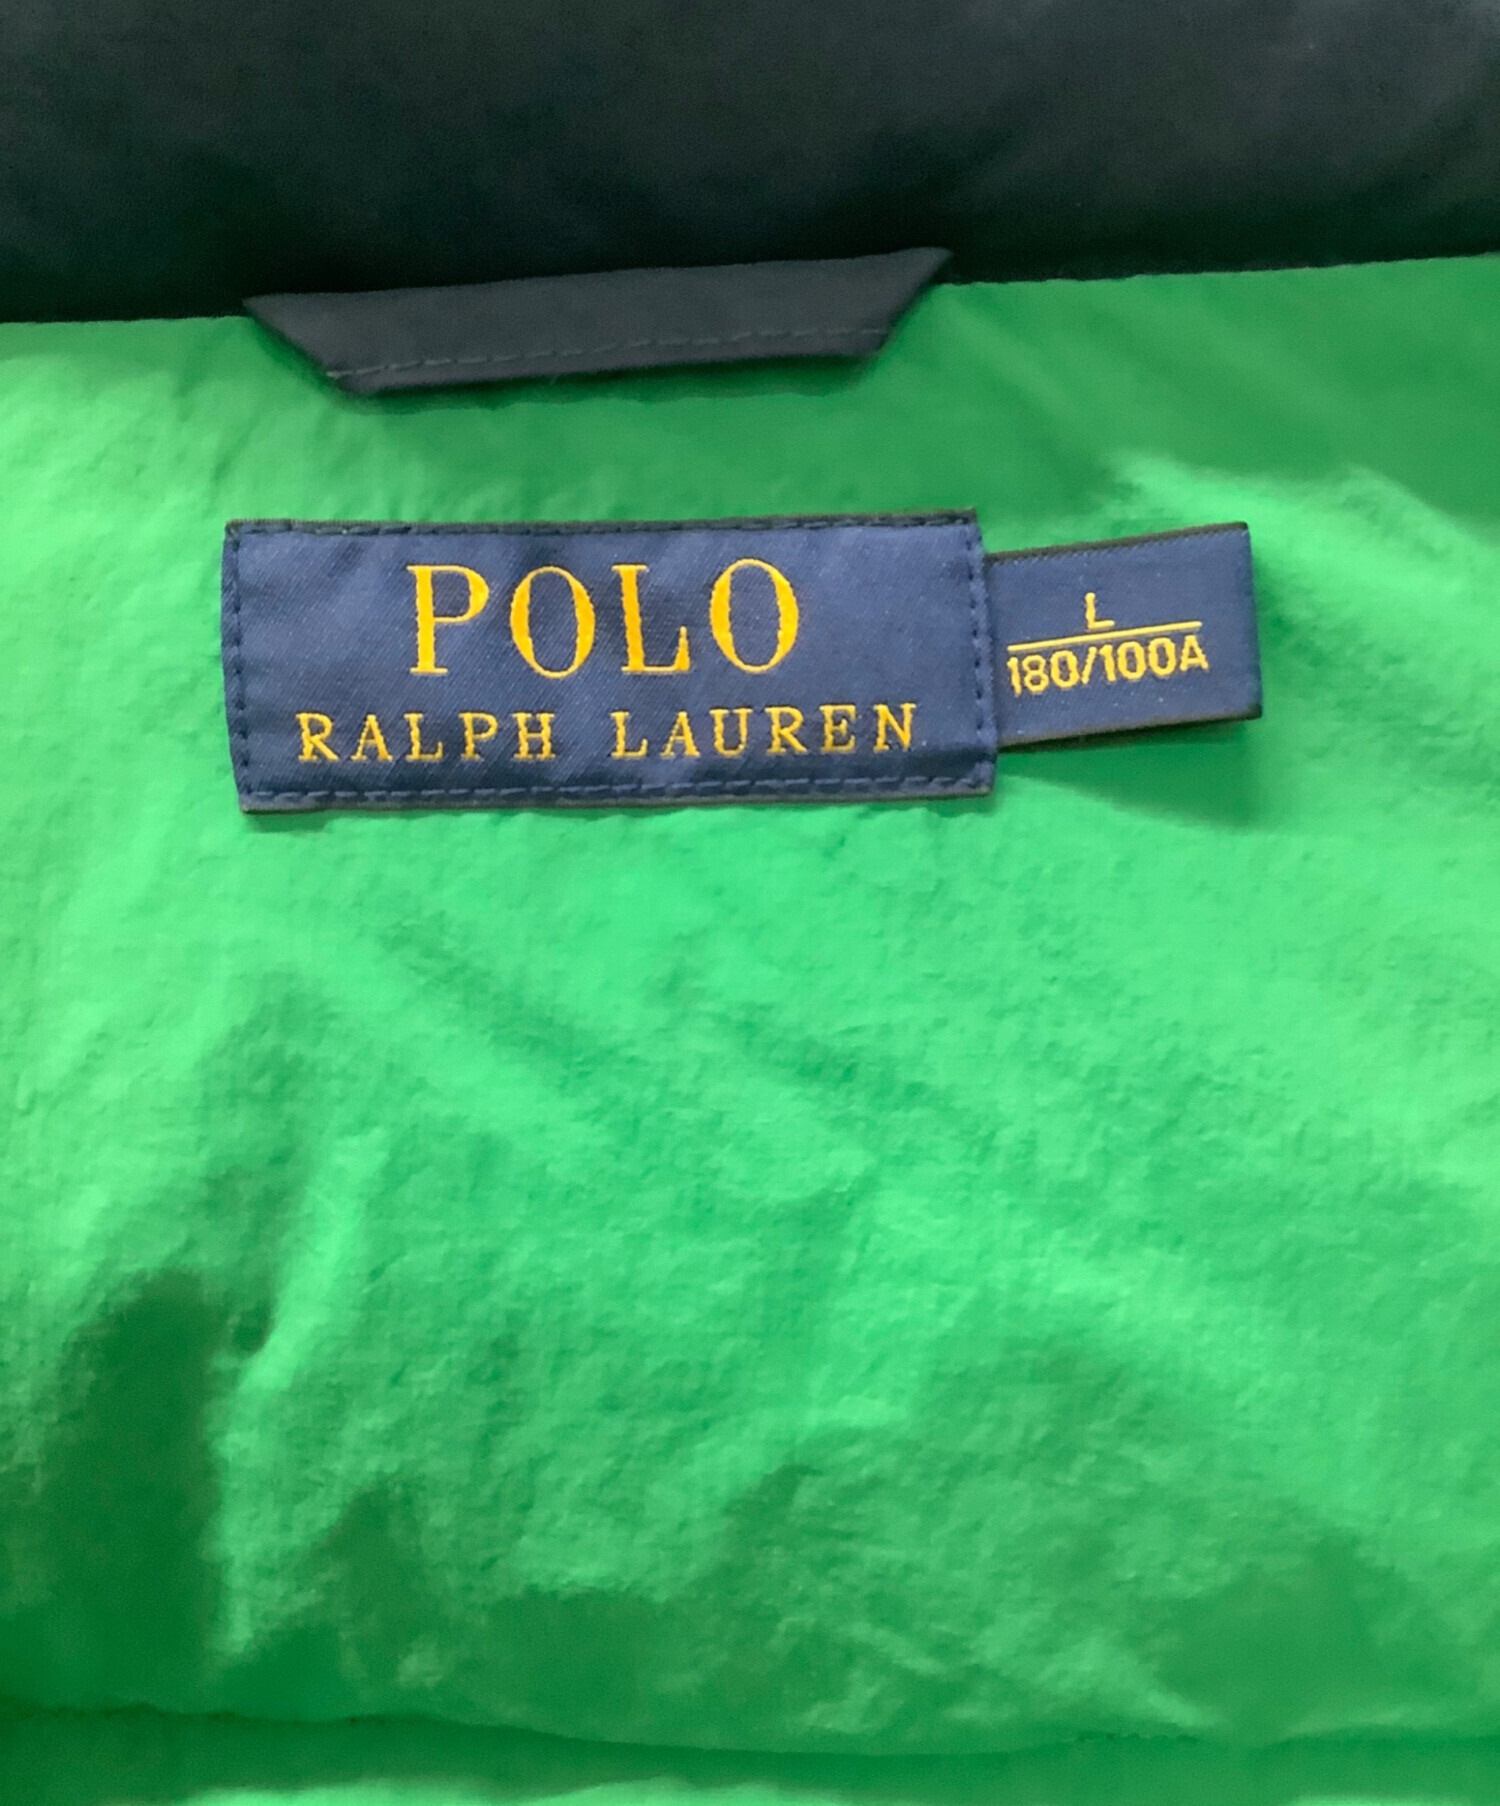 POLO
RALPH LAUREN
L
180/100A